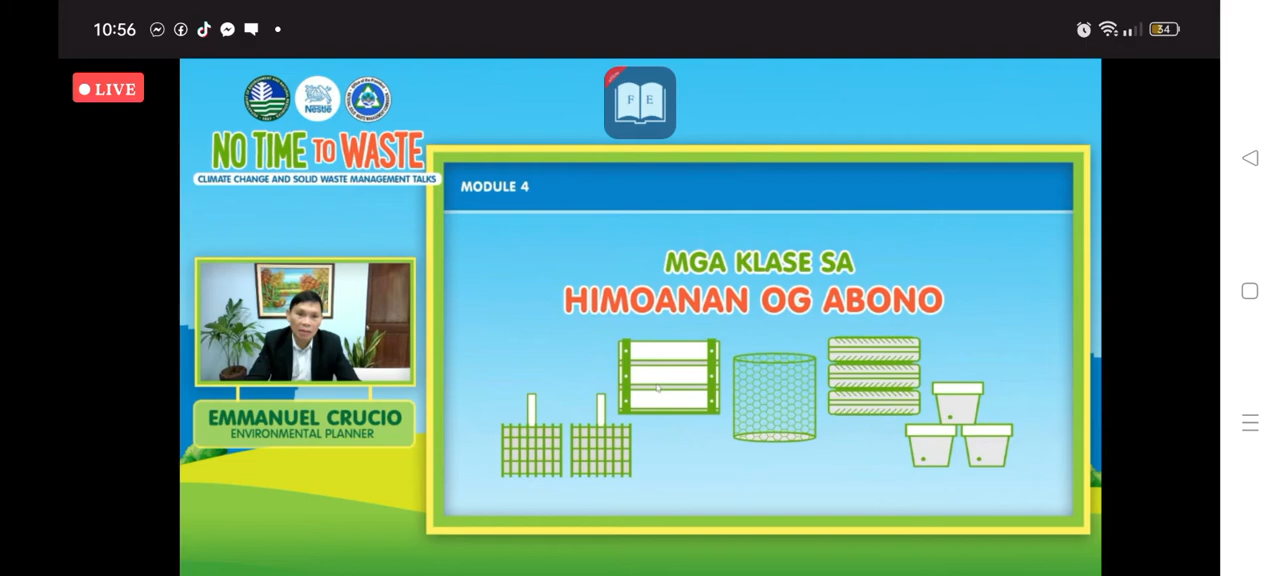 10:56
34
LIVE
Nestlé
F E
NO TIME TO WASTE
CLIMATE CHANGE AND SOLID WASTE MANAGEMENT TALKS
MODULE 4
MGA KLASE SA
HIMOANAN OG ABONO
EMMANUEL CRUCIO
ENVIRONMENTAL PLANNER